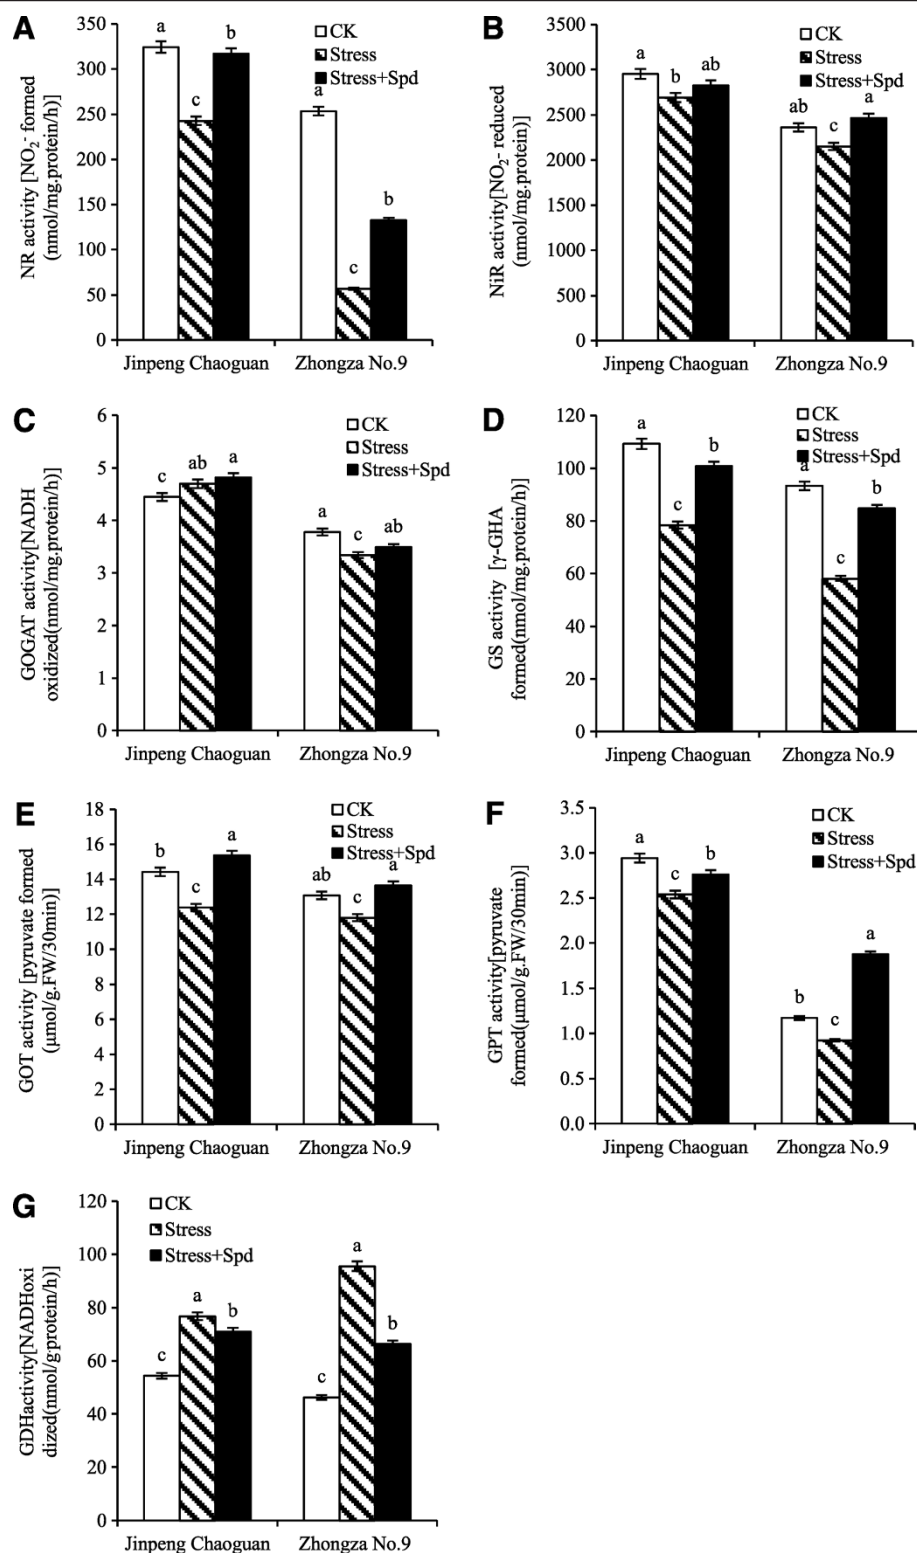 A
NR activity [NO₂⁻ formed
(nmol/mg.protein/h)]
350
300
250
200
150
100
50
0
CK
Stress
Stress+Spd
a
c
b
a
c
b
Jinpeng Chaoguan
Zhongza No.9
B
NiR activity[NO₂- reduced
(nmol/mg.protein)]
3500
3000
2500
2000
1500
1000
500
0
CK
Stress
Stress+Spd
a
b
ab
ab
c
a
Jinpeng Chaoguan
Zhongza No.9
C
GOGAT activity[NADH
oxidized(nmol/mg.protein/h)]
6
5
4
3
2
1
0
CK
Stress
Stress+Spd
c
ab
a
a
c
ab
Jinpeng Chaoguan
Zhongza No.9
D
GS activity [γ-GHA
formed(nmol/mg.protein/h)]
120
100
80
60
40
20
0
CK
Stress
Stress+Spd
a
c
b
a
c
b
Jinpeng Chaoguan
Zhongza No.9
E
GOT activity [pyruvate formed
(μmol/g.FW/30min)]
18
16
14
12
10
8
6
4
2
0
CK
Stress
Stress+Spd
b
c
a
ab
c
a
Jinpeng Chaoguan
Zhongza No.9
F
GPT activity[pyruvate
formed(μmol/g.FW/30min)]
3.5
3.0
2.5
2.0
1.5
1.0
0.5
0.0
CK
Stress
Stress+Spd
a
c
b
b
c
a
Jinpeng Chaoguan
Zhongza No.9
G
GDHactivity[NADHoxi
dized(nmol/g·protein/h)]
120
100
80
60
40
20
0
CK
Stress
Stress+Spd
c
a
b
c
a
b
Jinpeng Chaoguan
Zhongza No.9